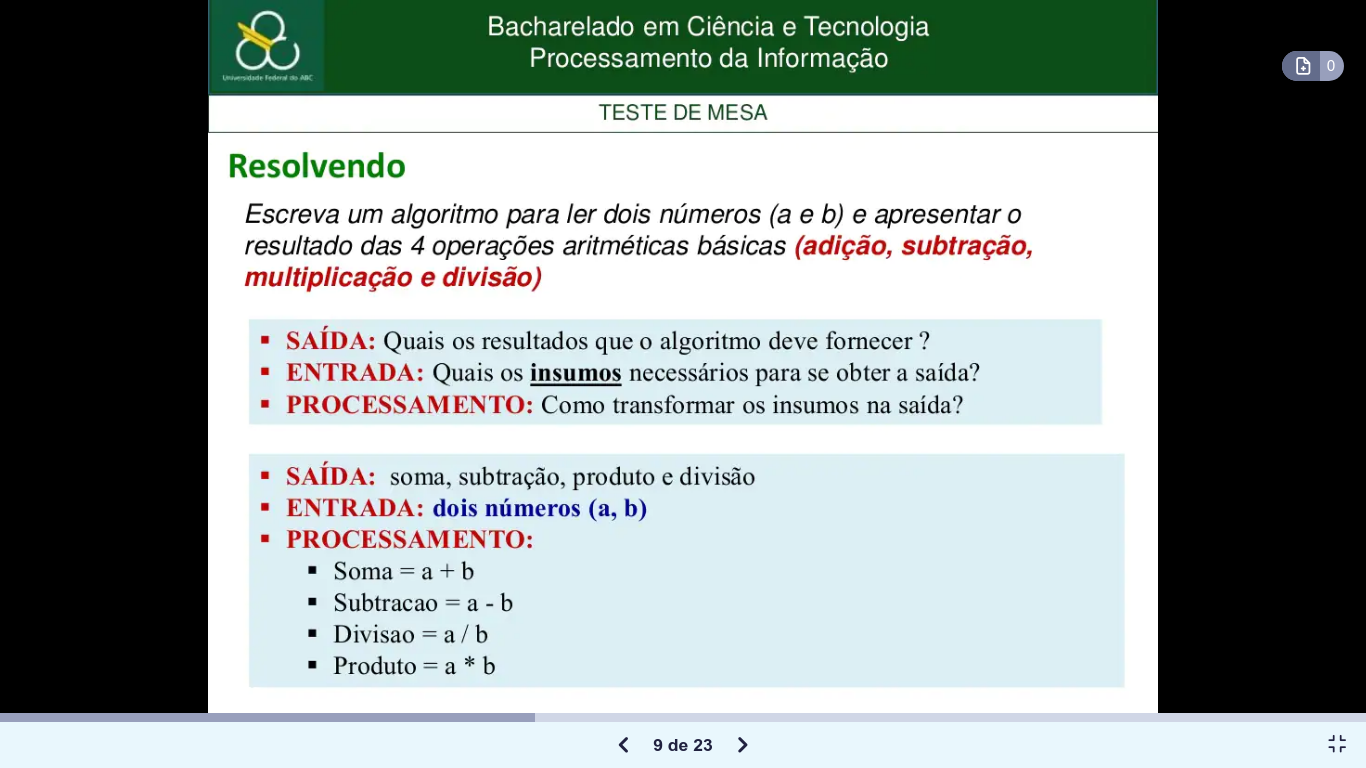 Universidade Federal do ABC
Bacharelado em Ciência e Tecnologia
Processamento da Informação
0
TESTE DE MESA
Resolvendo
Escreva um algoritmo para ler dois números (a e b) e apresentar o
resultado das 4 operações aritméticas básicas (adição, subtração,
multiplicação e divisão)
▪ SAÍDA: Quais os resultados que o algoritmo deve fornecer ?
▪ ENTRADA: Quais os insumos necessários para se obter a saída?
▪ PROCESSAMENTO: Como transformar os insumos na saída?
▪ SAÍDA: soma, subtração, produto e divisão
▪ ENTRADA: dois números (a, b)
▪ PROCESSAMENTO:
▪ Soma = a + b
▪ Subtracao = a - b
▪ Divisao = a / b
▪ Produto = a * b
9 de 23